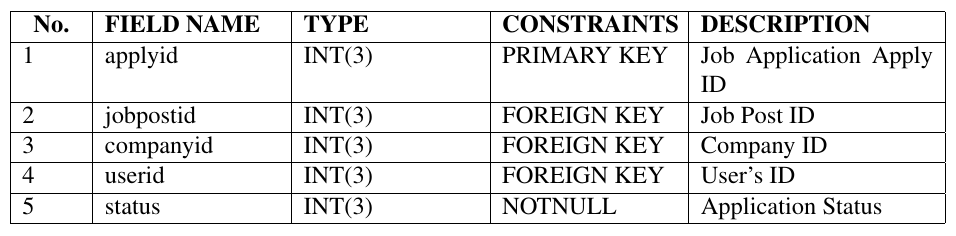 No. FIELD NAME TYPE CONSTRAINTS DESCRIPTION
1 applyid INT(3) PRIMARY KEY Job Application Apply
ID
2 jobpostid INT(3) FOREIGN KEY Job Post ID
3 companyid INT(3) FOREIGN KEY Company ID
4 userid INT(3) FOREIGN KEY User's ID
5 status INT(3) NOTNULL Application Status